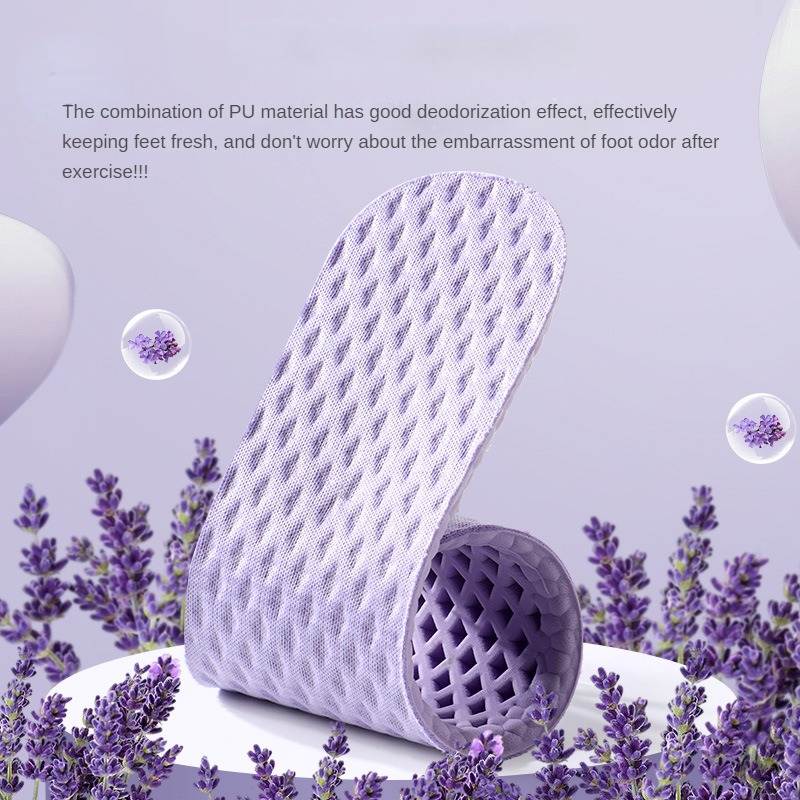 The combination of PU material has good deodorization effect, effectively
keeping feet fresh, and don't worry about the embarrassment of foot odor after
exercise!!!